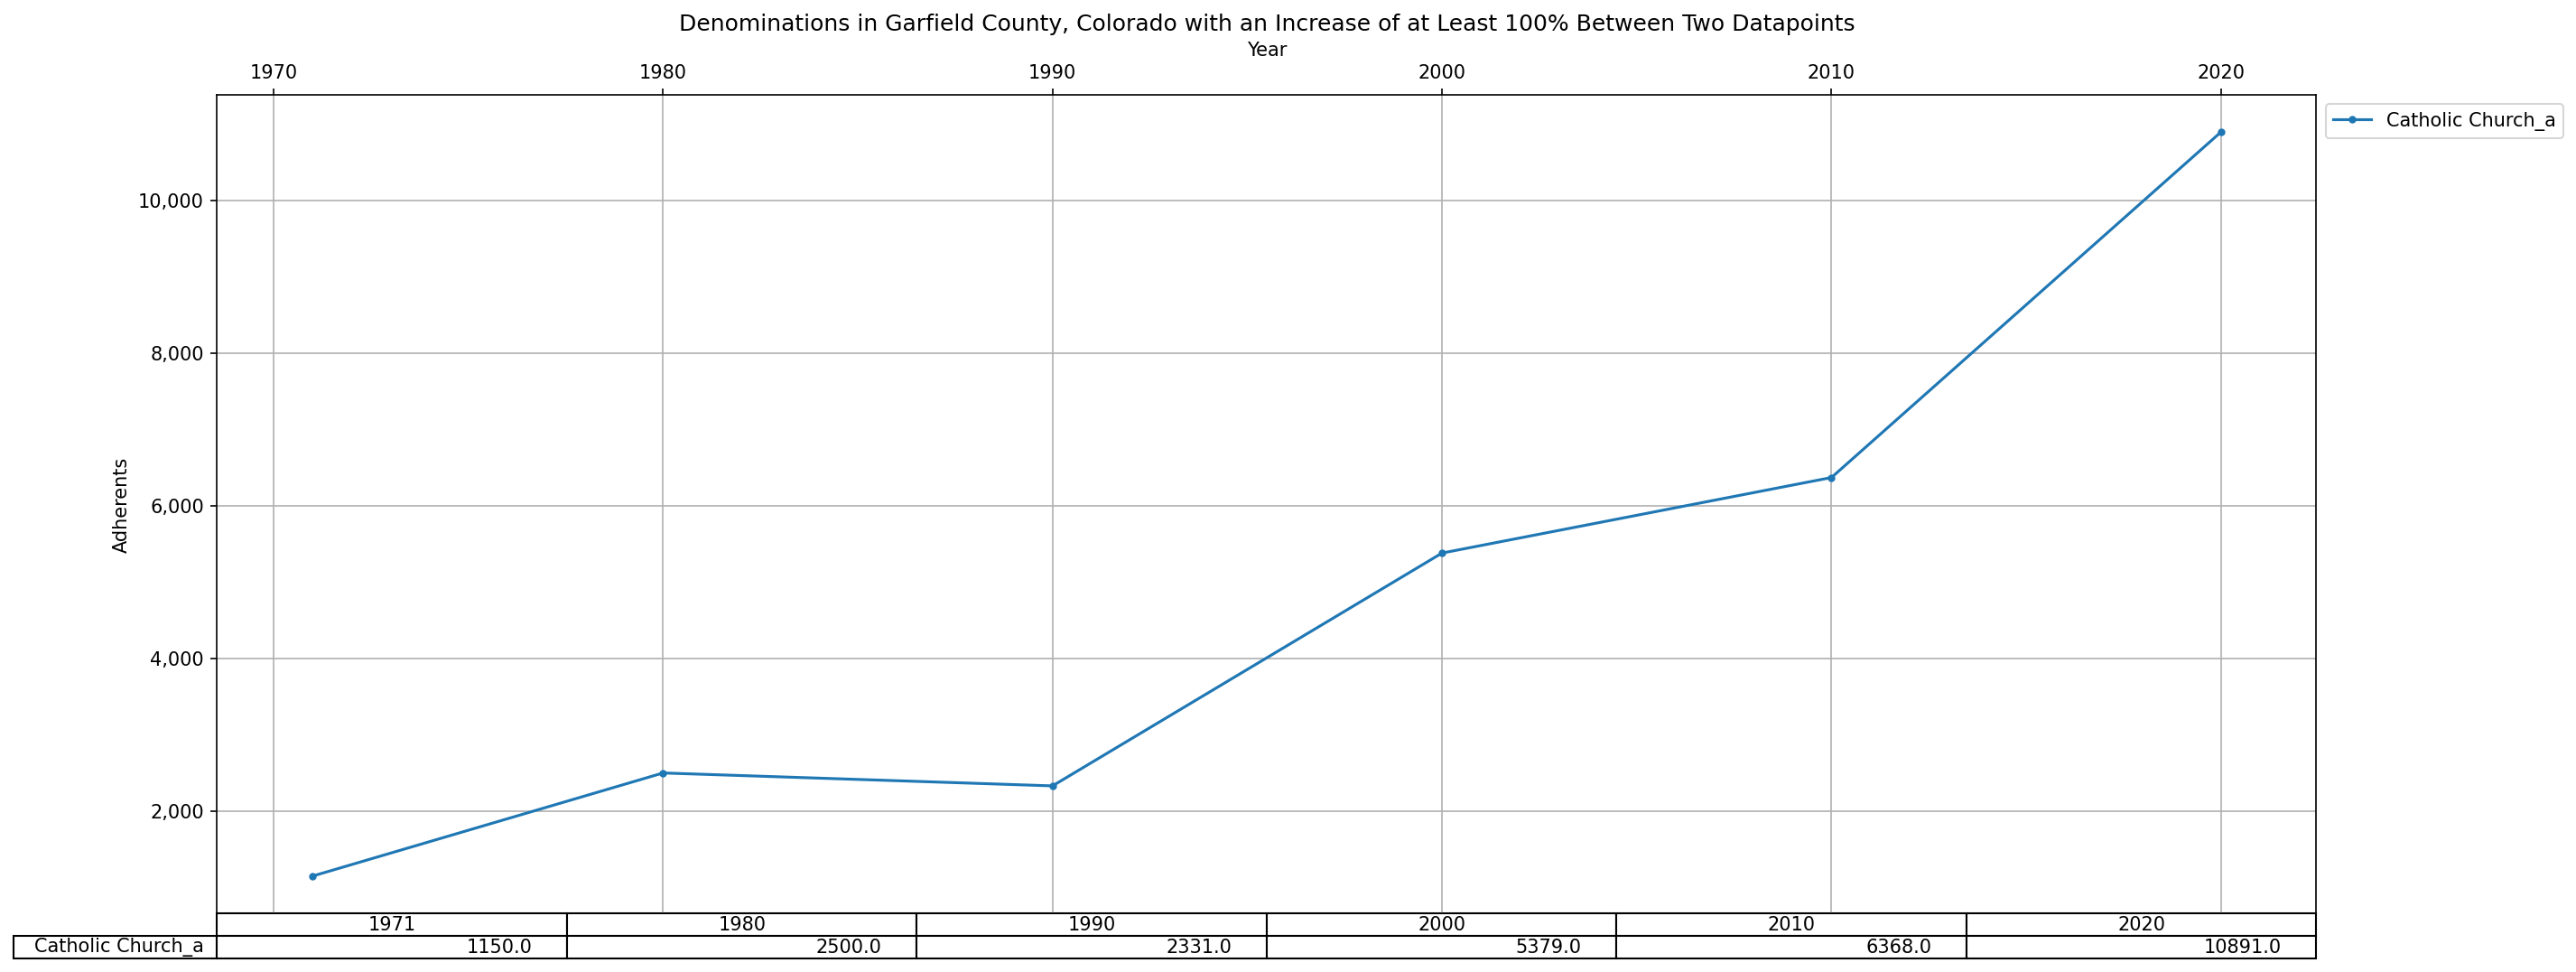 Denominations in Garfield County, Colorado with an Increase of at Least 100% Between Two Datapoints
Year
1970 1980 1990 2000 2010 2020
Catholic Church_a
10,000
8,000
6,000
4,000
2,000
Adherents
1971 1980 1990 2000 2010 2020
Catholic Church_a 1150.0 2500.0 2331.0 5379.0 6368.0 10891.0